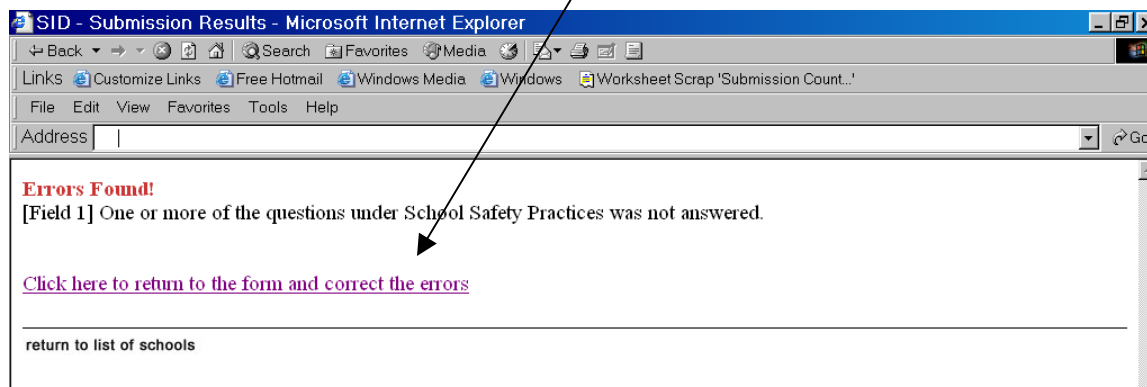 SID - Submission Results - Microsoft Internet Explorer
Back Search Favorites Media
Links Customize Links Free Hotmail Windows Media Windows Worksheet Scrap 'Submission Count...'
File Edit View Favorites Tools Help
Address Go
Errors Found!
[Field 1] One or more of the questions under School Safety Practices was not answered.
Click here to return to the form and correct the errors
return to list of schools